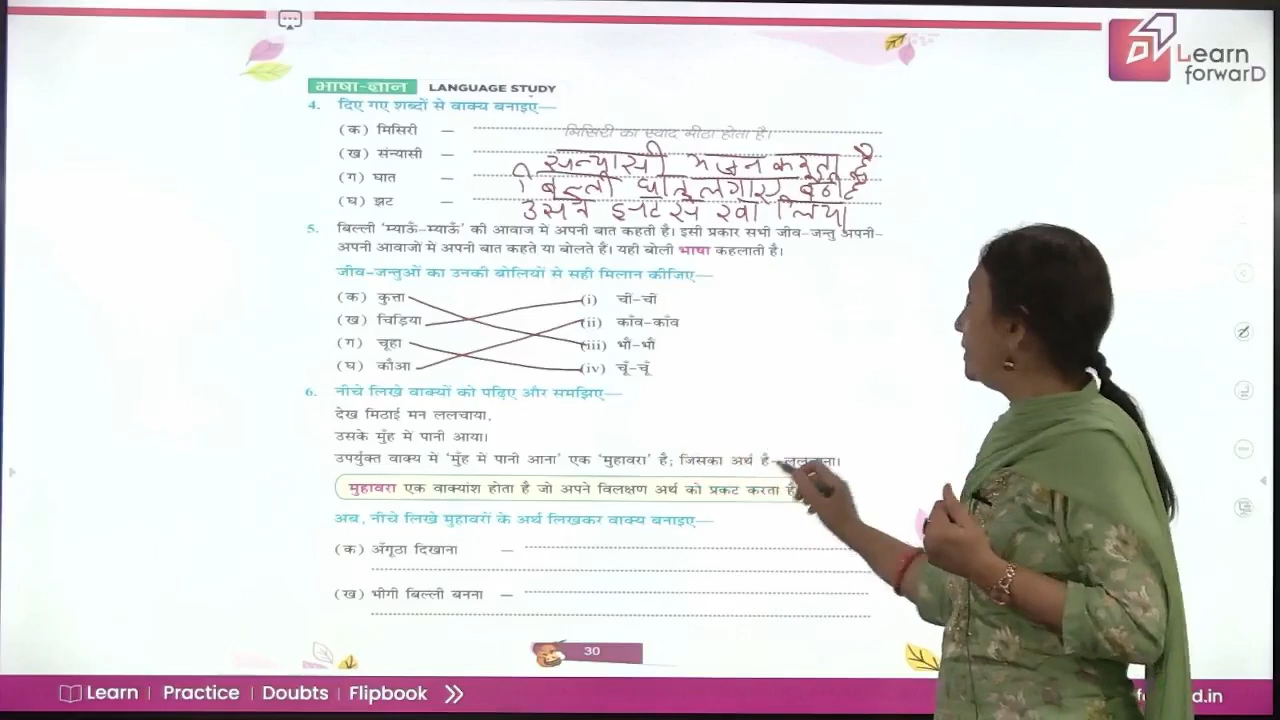 Learn
forwarD
भाषा-ज्ञान LANGUAGE STUDY
4. दिए गए शब्दों से वाक्य बनाइए—
(क) मिसिरी — मिसिरी का स्वाद मीठा होता है।
(ख) संन्यासी — सन्यासी भजन करता है
(ग) घात — बिल्ली घात लगाए बैठी है
(घ) झट — उसने झट से खा लिया
5. बिल्ली 'म्याऊँ-म्याऊँ' की आवाज में अपनी बात कहती है। इसी प्रकार सभी जीव-जन्तु अपनी-
अपनी आवाजों में अपनी बात कहते या बोलते हैं। यही बोली भाषा कहलाती है।
जीव-जन्तुओं का उनकी बोलियों से सही मिलान कीजिए—
(क) कुत्ता (i) चीं-चीं
(ख) चिड़िया (ii) काँव-काँव
(ग) चूहा (iii) भौं-भौं
(घ) कौआ (iv) चूँ-चूँ
6. नीचे लिखे वाक्यों को पढ़िए और समझिए—
देख मिठाई मन ललचाया,
उसके मुँह में पानी आया।
उपर्युक्त वाक्य में 'मुँह में पानी आना' एक 'मुहावरा' है; जिसका अर्थ है—ललचाना।
मुहावरा एक वाक्यांश होता है जो अपने विलक्षण अर्थ को प्रकट करता है
अब, नीचे लिखे मुहावरों के अर्थ लिखकर वाक्य बनाइए—
(क) अँगूठा दिखाना —
(ख) भीगी बिल्ली बनना —
30
Learn | Practice | Doubts | Flipbook
d.in